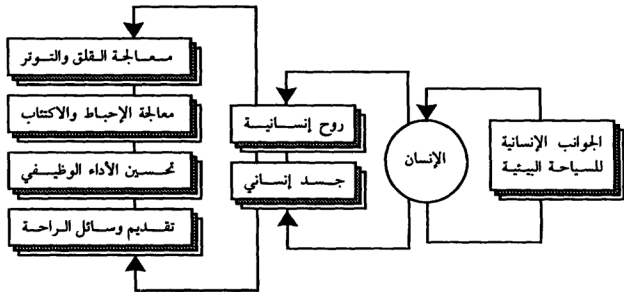 الجوانب الإنسانية
للسياحة البيئية
الإنسان
روح إنسانية
جسد إنساني
معالجة القلق والتوتر
معالجة الإحباط والاكتئاب
تحسين الأداء الوظيفي
تقديم وسائل الراحة